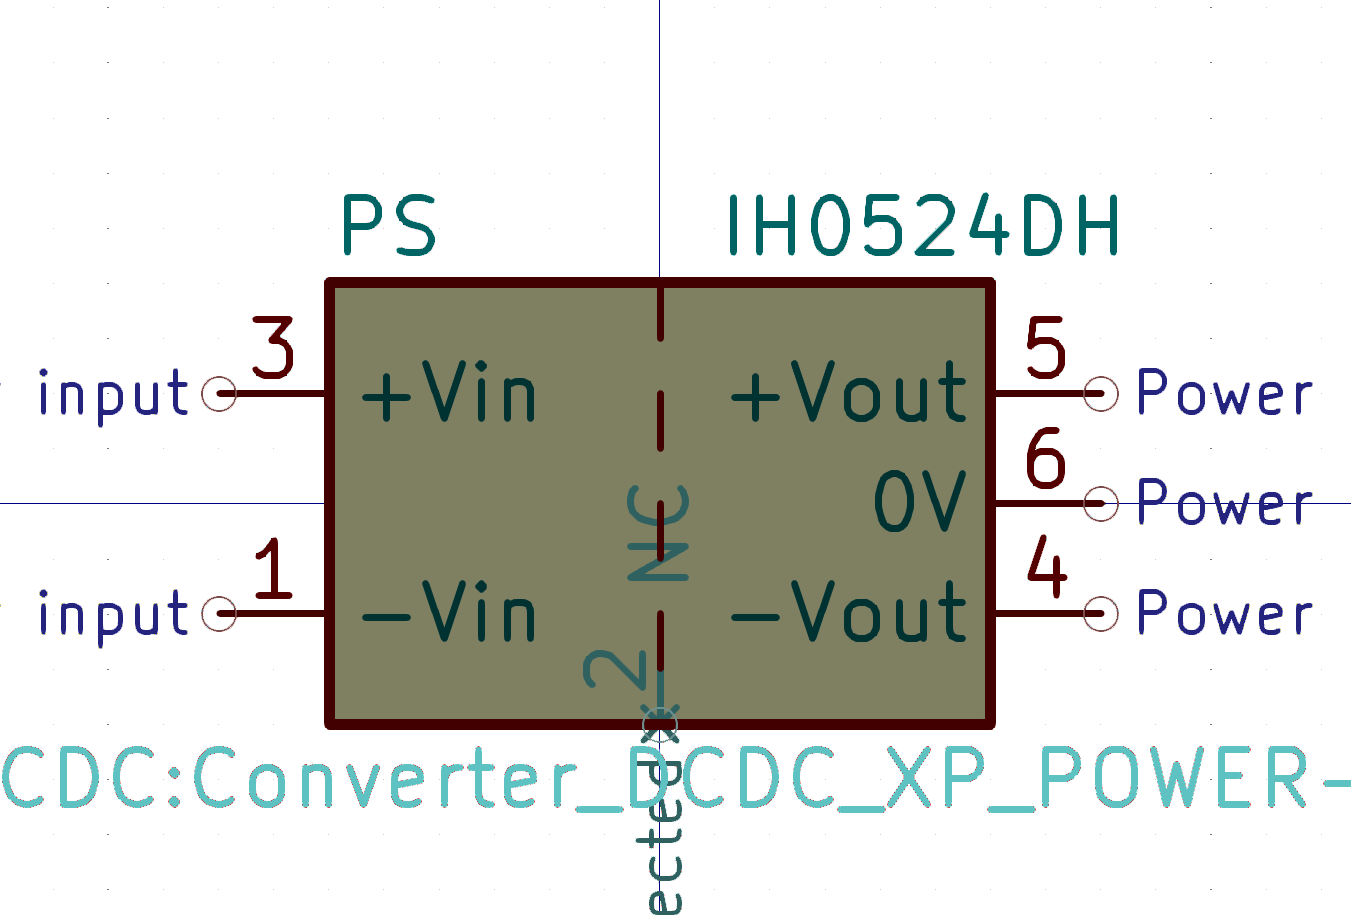 PS IH0524DH
3 5
input +Vin +Vout Power
6
0V Power
NC
1 4
input -Vin -Vout Power
2
CDC:Converter_DCDC_XP_POWER-
ected